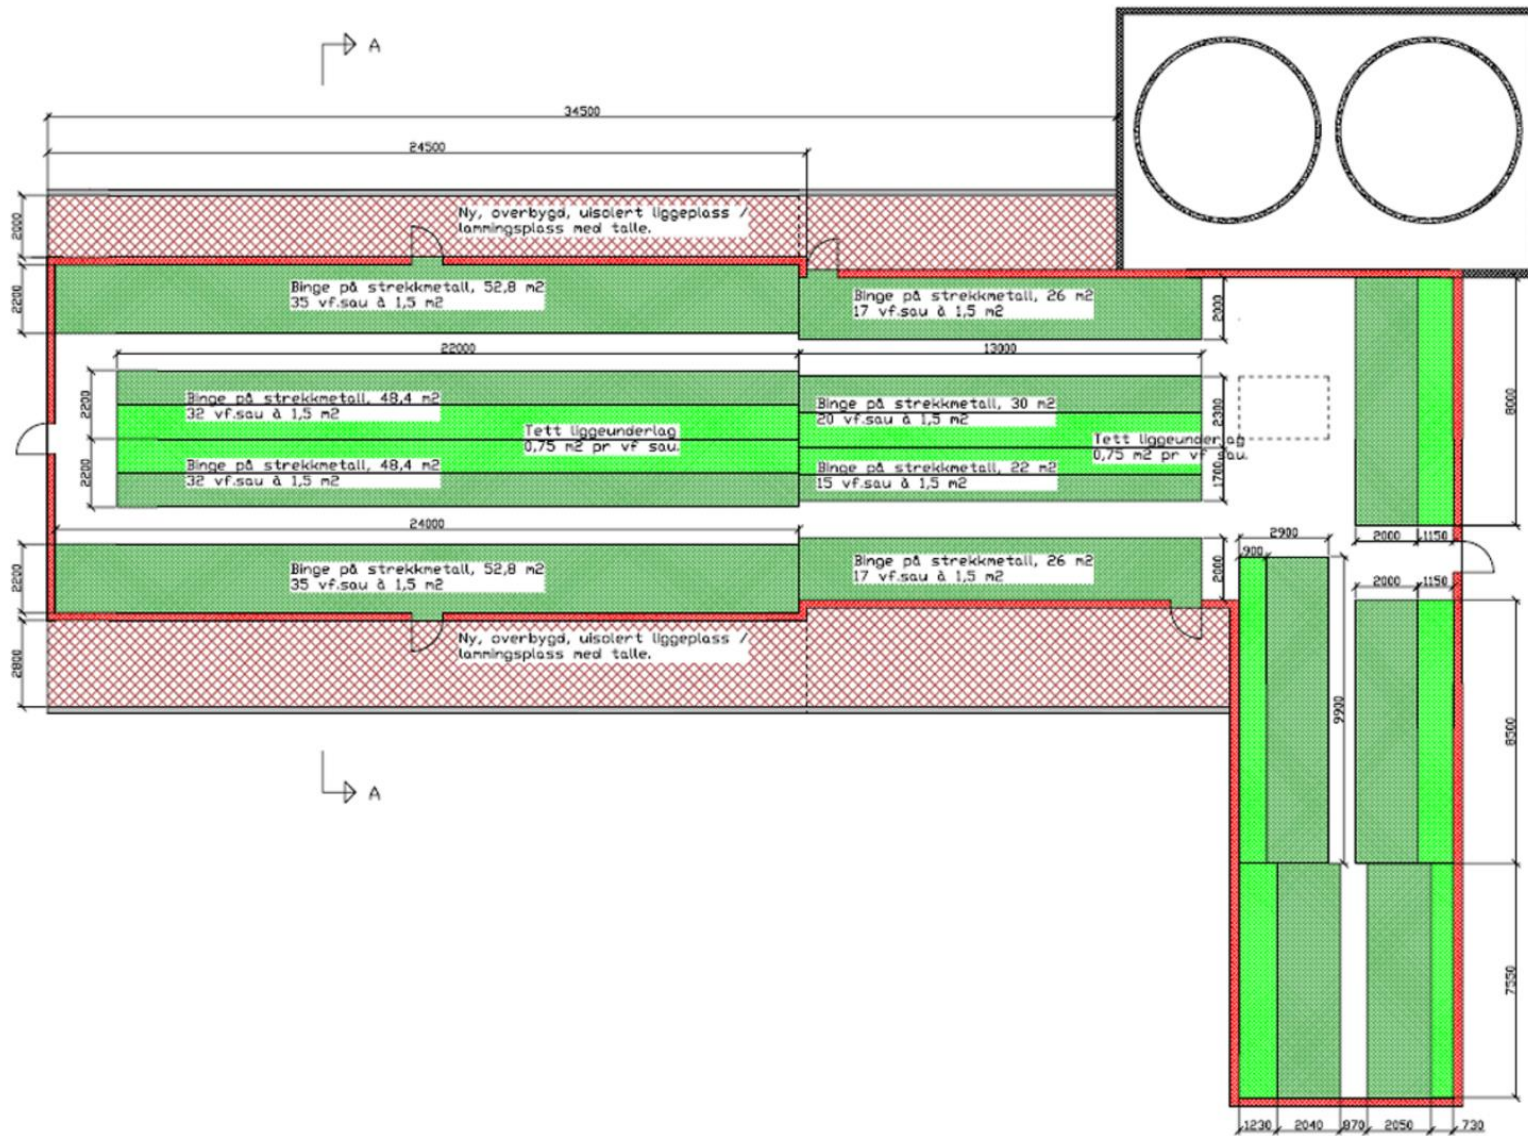 A
34500
24500
2000
Ny, overbygd, uisolert liggeplass /
lammingsplass med talle.
2200
Binge på strekkmetall, 52,8 m2
35 vf.sau à 1,5 m2
Binge på strekkmetall, 26 m2
17 vf.sau à 1,5 m2
2000
22000
13000
8000
2200
Binge på strekkmetall, 48,4 m2
32 vf.sau à 1,5 m2
Binge på strekkmetall, 30 m2
20 vf.sau à 1,5 m2
2300
Tett liggeunderlag
0,75 m2 pr vf sau.
Tett liggeunderlag
0,75 m2 pr vf sau.
2200
Binge på strekkmetall, 48,4 m2
32 vf.sau à 1,5 m2
Binge på strekkmetall, 22 m2
15 vf.sau à 1,5 m2
1700
24000
2900
900
2000
1150
2200
Binge på strekkmetall, 52,8 m2
35 vf.sau à 1,5 m2
Binge på strekkmetall, 26 m2
17 vf.sau à 1,5 m2
2000
2000
1150
2800
Ny, overbygd, uisolert liggeplass /
lammingsplass med talle.
9900
8500
A
7550
1230
2040
870
2050
730